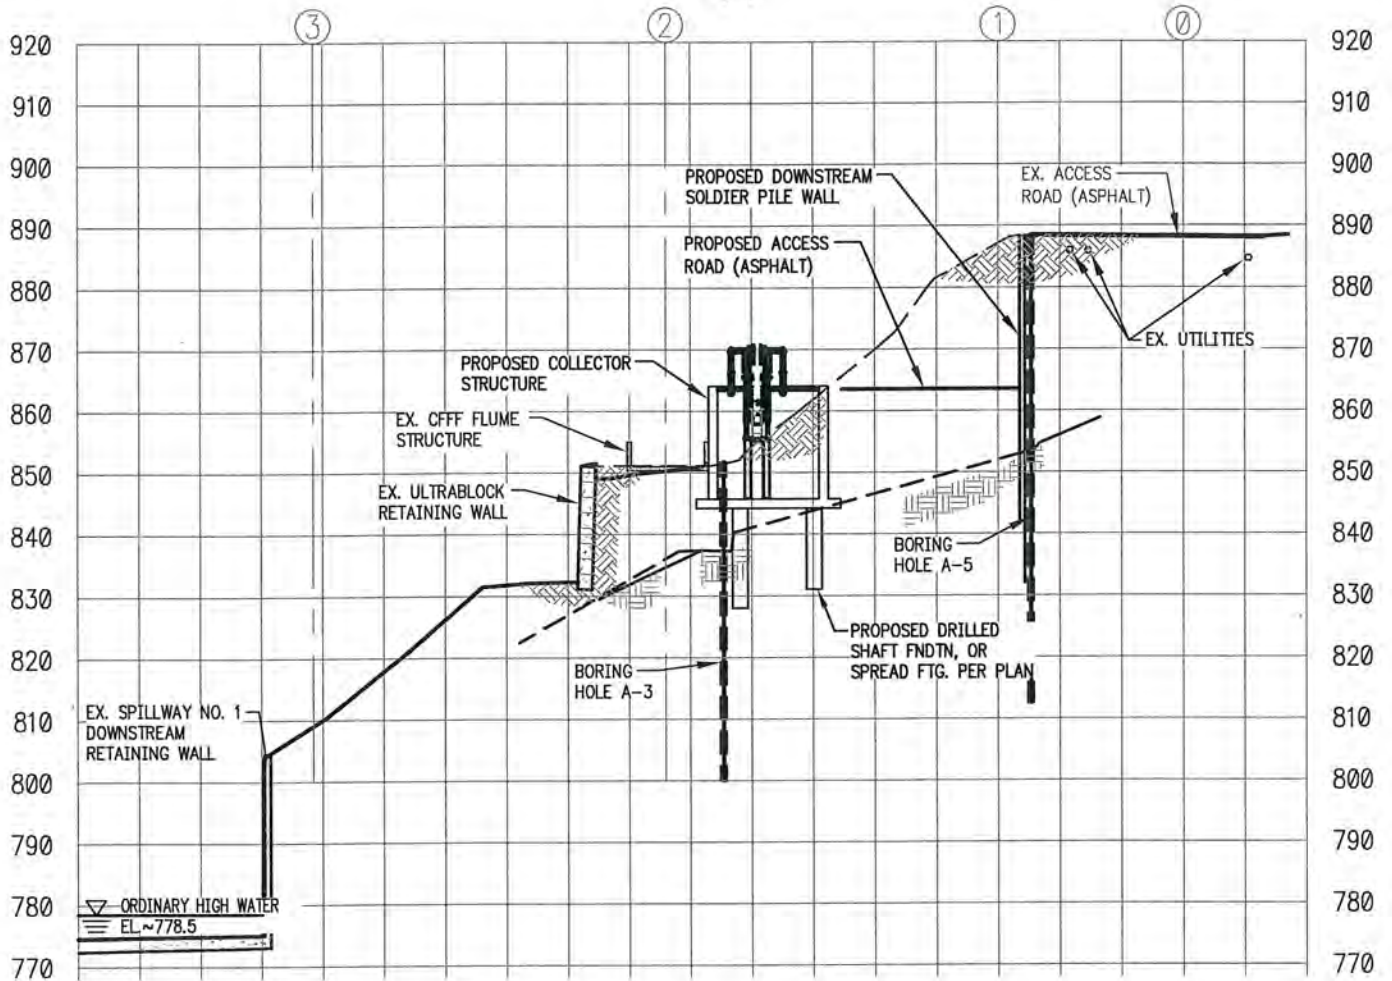 3 2 1 0
920 920
910 910
900 900
890 890
880 880
870 870
860 860
850 850
840 840
830 830
820 820
810 810
800 800
790 790
780 780
770 770
PROPOSED DOWNSTREAM
SOLDIER PILE WALL
EX. ACCESS
ROAD (ASPHALT)
PROPOSED ACCESS
ROAD (ASPHALT)
EX. UTILITIES
PROPOSED COLLECTOR
STRUCTURE
EX. CFFF FLUME
STRUCTURE
EX. ULTRABLOCK
RETAINING WALL
BORING
HOLE A-5
PROPOSED DRILLED
SHAFT FNDTN, OR
SPREAD FTG. PER PLAN
BORING
HOLE A-3
EX. SPILLWAY NO. 1
DOWNSTREAM
RETAINING WALL
ORDINARY HIGH WATER
EL.~778.5